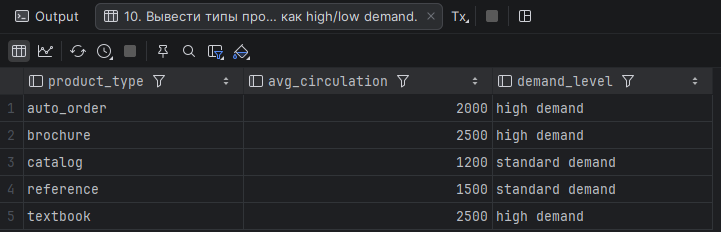 Output 10. Вывести типы про... как high/low demand. Tx
product_type avg_circulation demand_level
1 auto_order 2000 high demand
2 brochure 2500 high demand
3 catalog 1200 standard demand
4 reference 1500 standard demand
5 textbook 2500 high demand